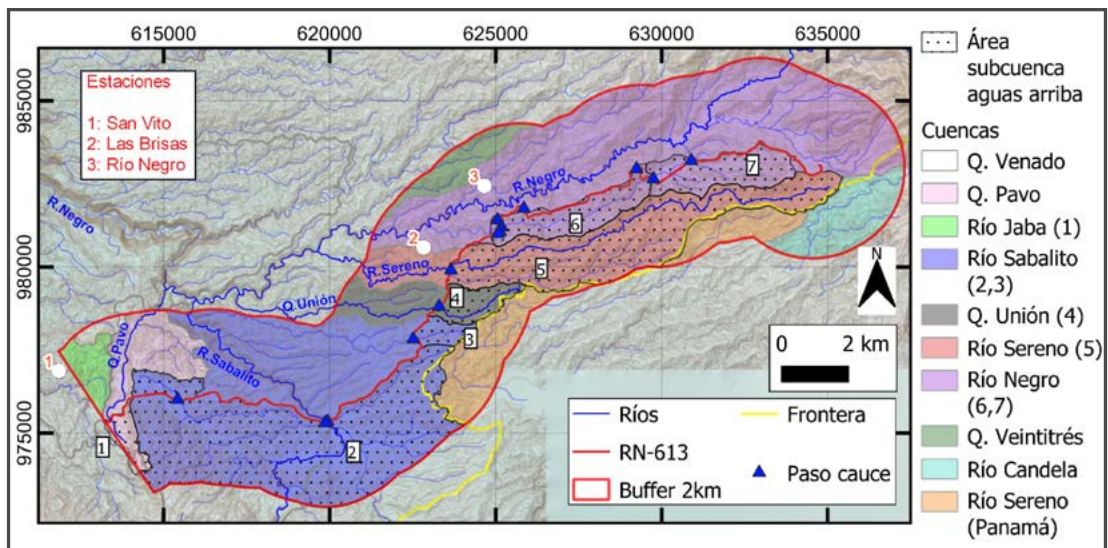 615000
620000
625000
630000
635000
985000
980000
975000
Estaciones
1: San Vito
2: Las Brisas
3: Río Negro
R.Negro
R.Negro
3
2
1
R.Sereno
Q.Unión
Q.Pavo
R.Sabalito
7
6
5
4
3
2
1
N
0 2 km
Ríos
RN-613
Buffer 2km
Frontera
Paso cauce
Área
subcuenca
aguas arriba
Cuencas
Q. Venado
Q. Pavo
Río Jaba (1)
Río Sabalito
(2,3)
Q. Unión (4)
Río Sereno (5)
Río Negro
(6,7)
Q. Veintitrés
Río Candela
Río Sereno
(Panamá)